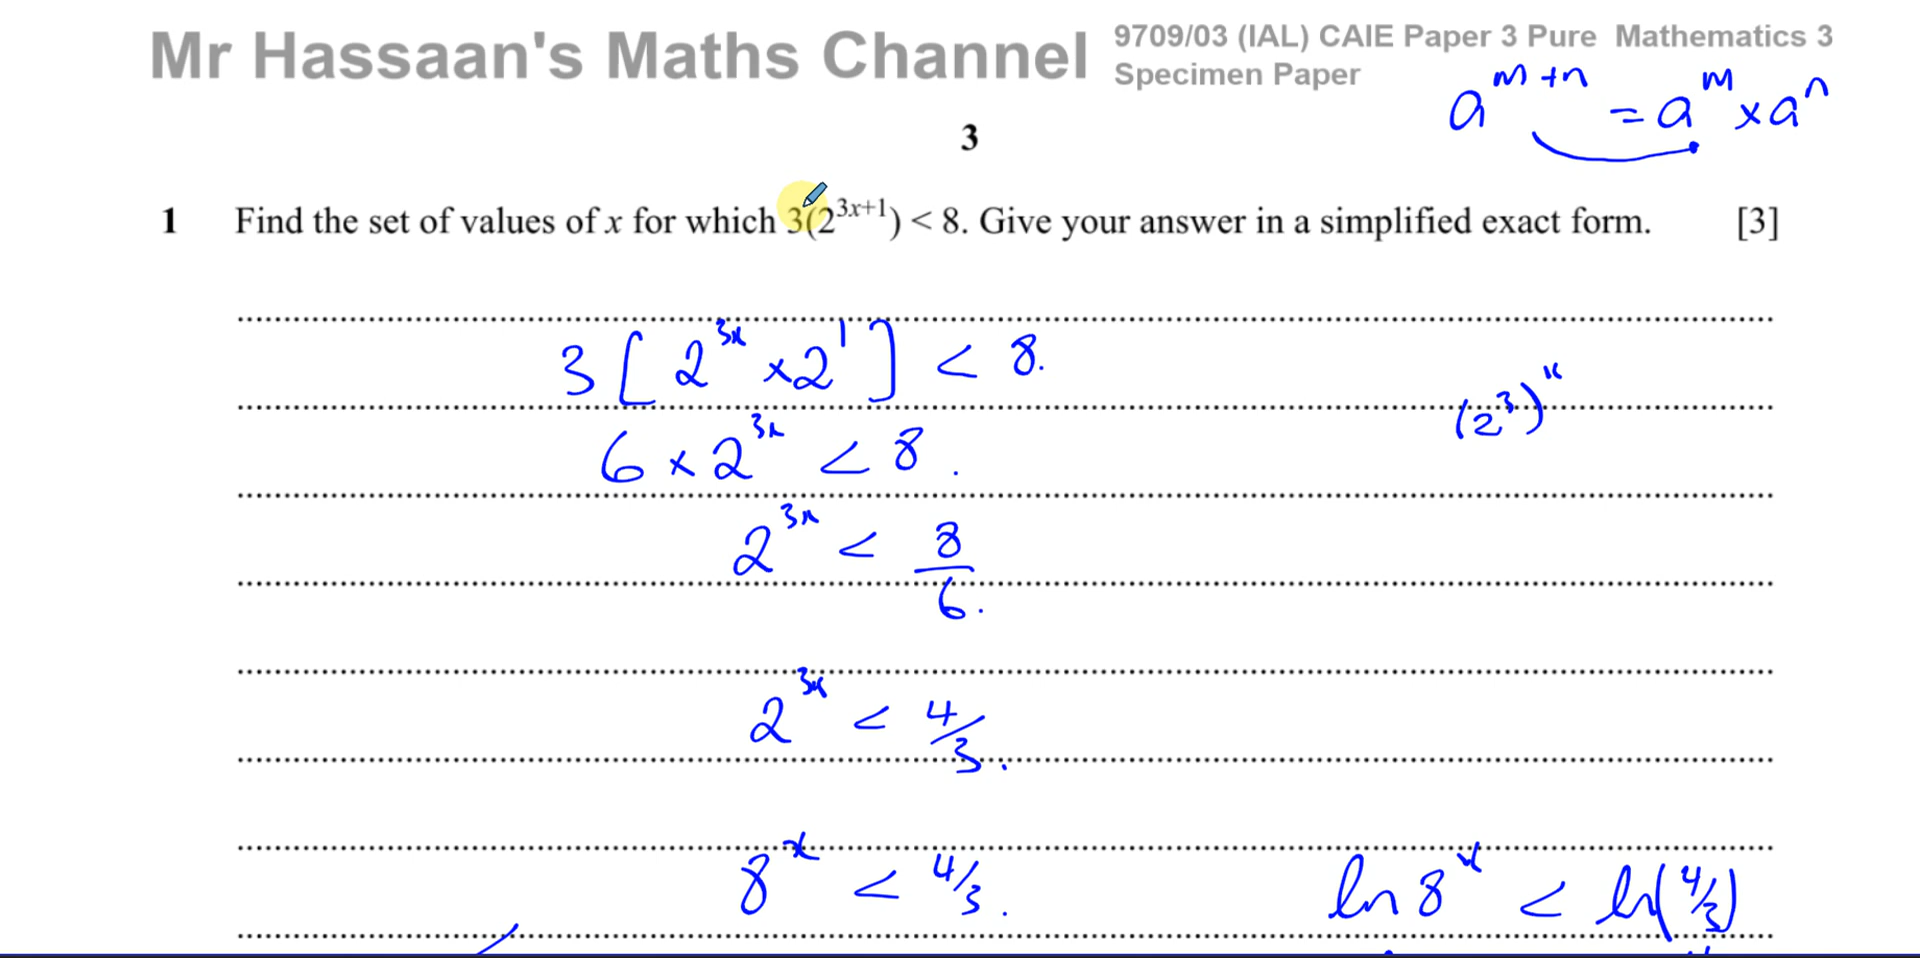 Mr Hassaan's Maths Channel
9709/03 (IAL) CAIE Paper 3 Pure Mathematics 3
Specimen Paper
a^{m+n} = a^m × a^n
3
1 Find the set of values of x for which 3(2^{3x+1}) < 8. Give your answer in a simplified exact form. [3]
3[2^{3x} × 2^1] < 8.
(2^3)^x
6 × 2^{3x} < 8.
2^{3x} < 8/6.
2^{3x} < 4/3.
8^x < 4/3.
ln 8^x < ln(4/3)